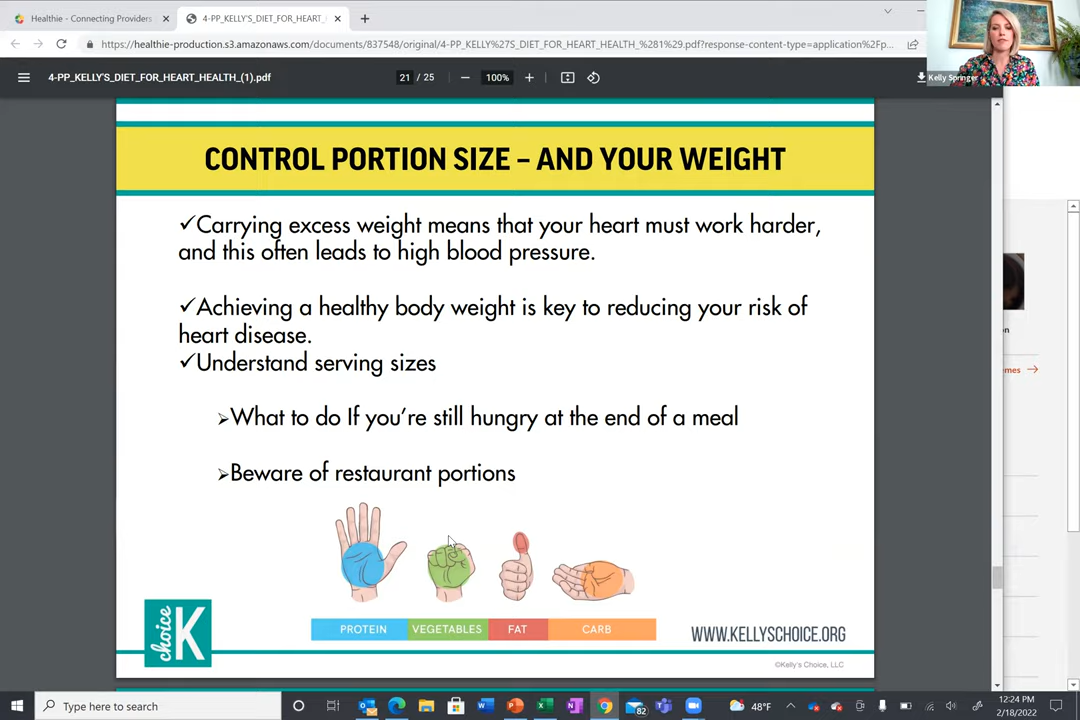 Healthie - Connecting Providers
4-PP_KELLY'S_DIET_FOR_HEART_
https://healthie-production.s3.amazonaws.com/documents/837548/original/4-PP_KELLY%27S_DIET_FOR_HEART_HEALTH_%281%29.pdf?response-content-type=application%2Fp...
4-PP_KELLY'S_DIET_FOR_HEART_HEALTH_(1).pdf
21 / 25
100%
Kelly Springer
CONTROL PORTION SIZE – AND YOUR WEIGHT
✓Carrying excess weight means that your heart must work harder,
and this often leads to high blood pressure.
✓Achieving a healthy body weight is key to reducing your risk of
heart disease.
✓Understand serving sizes
➢What to do If you're still hungry at the end of a meal
➢Beware of restaurant portions
PROTEIN
VEGETABLES
FAT
CARB
choice K
WWW.KELLYSCHOICE.ORG
©Kelly's Choice, LLC
n
mes →
Type here to search
82
48°F
12:24 PM
2/18/2022